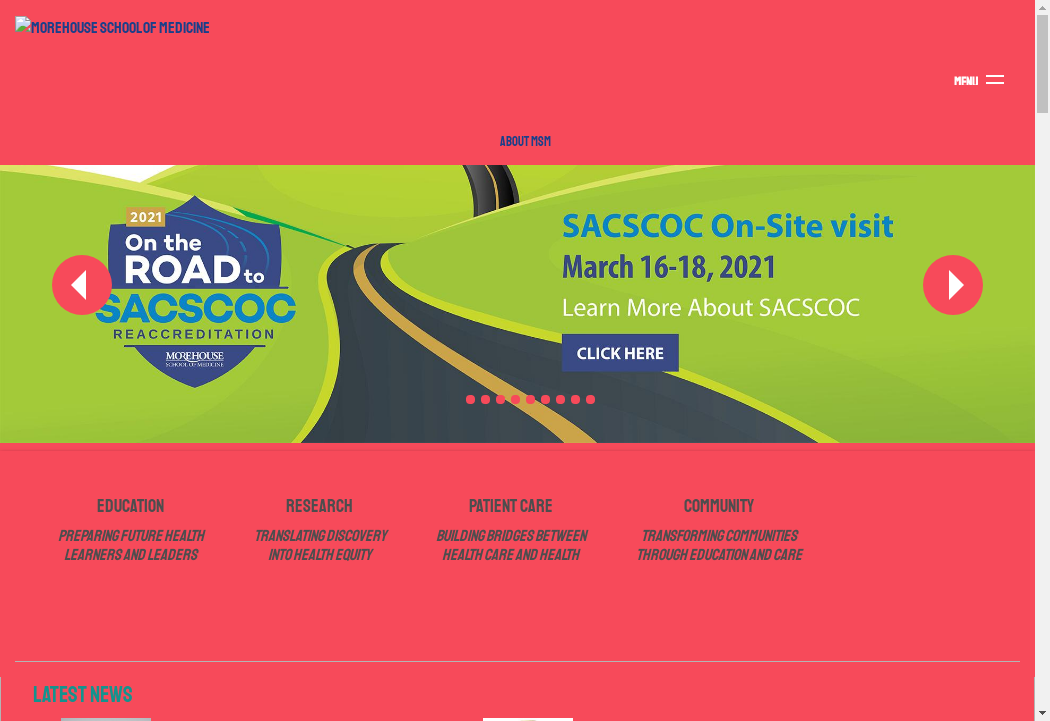 MOREHOUSE SCHOOL OF MEDICINE
MENU
ABOUT MSM
2021
On the
ROAD to
SACSCOC
REACCREDITATION
MOREHOUSE
SCHOOL OF MEDICINE
SACSCOC On-Site visit
March 16-18, 2021
Learn More About SACSCOC
CLICK HERE
EDUCATION
PREPARING FUTURE HEALTH
LEARNERS AND LEADERS
RESEARCH
TRANSLATING DISCOVERY
INTO HEALTH EQUITY
PATIENT CARE
BUILDING BRIDGES BETWEEN
HEALTH CARE AND HEALTH
COMMUNITY
TRANSFORMING COMMUNITIES
THROUGH EDUCATION AND CARE
LATEST NEWS